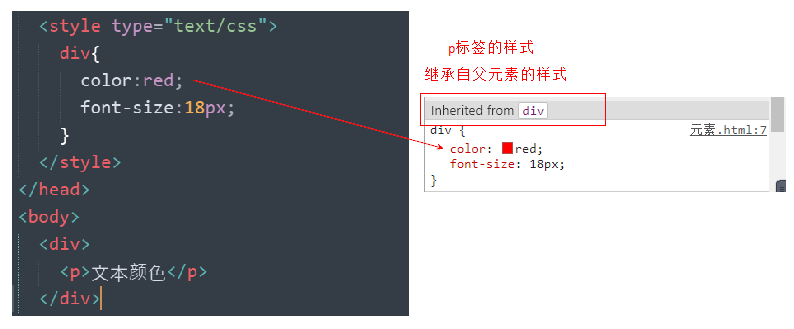 <style type="text/css">
div{
color:red;
font-size:18px;
}
</style>
</head>
<body>
<div>
<p>文本颜色</p>
</div>
p标签的样式
继承自父元素的样式
Inherited from div
div { 元素.html:7
color: red;
font-size: 18px;
}